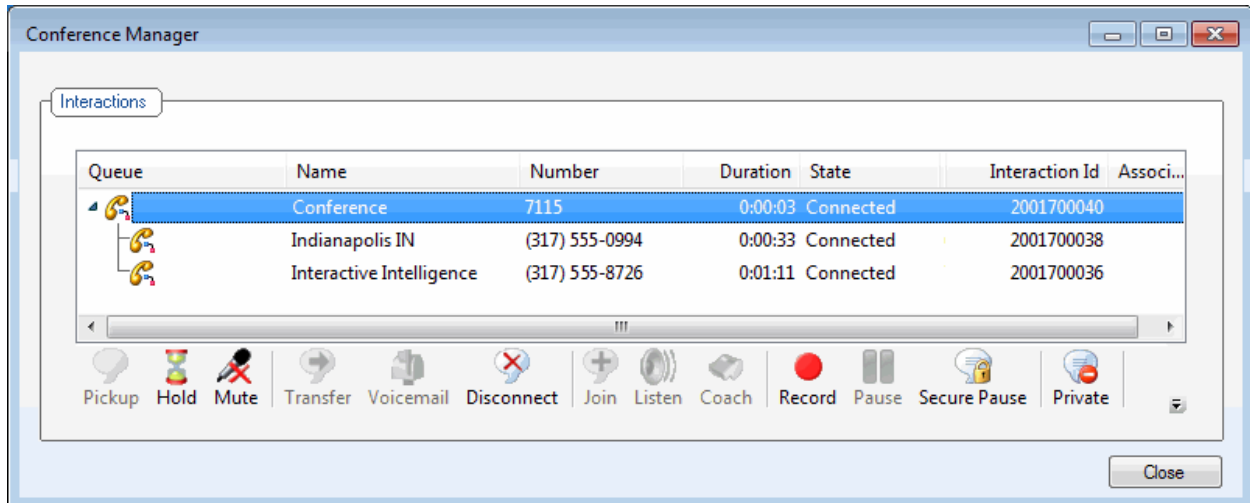 Conference Manager
Interactions
Queue Name Number Duration State Interaction Id Associ...
Conference 7115 0:00:03 Connected 2001700040
Indianapolis IN (317) 555-0994 0:00:33 Connected 2001700038
Interactive Intelligence (317) 555-8726 0:01:11 Connected 2001700036
Pickup Hold Mute Transfer Voicemail Disconnect Join Listen Coach Record Pause Secure Pause Private
Close